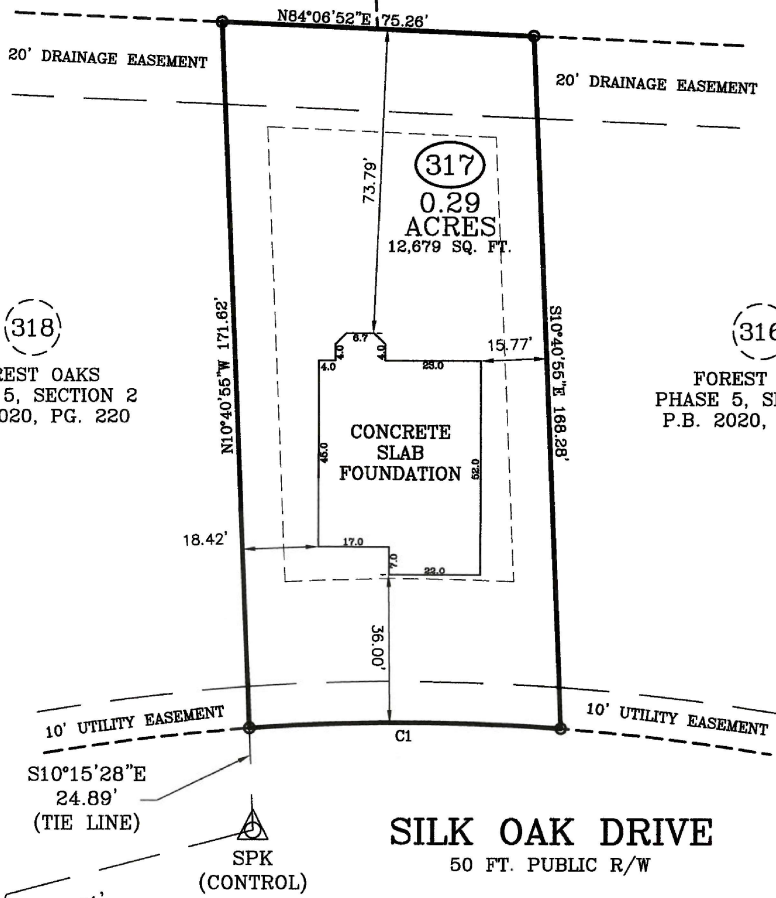 N84°06'52"E 75.26'
20' DRAINAGE EASEMENT
20' DRAINAGE EASEMENT
73.79'
317
0.29
ACRES
12,679 SQ. FT.
318
REST OAKS
5, SECTION 2
020, PG. 220
N10°40'55"W 171.62'
S10°40'55"E 168.28'
316
FOREST
PHASE 5, S
P.B. 2020,
6.7
4.0
4.0
4.0
23.0
15.77'
CONCRETE
SLAB
FOUNDATION
45.0
52.0
18.42'
17.0
7.0
22.0
36.00'
10' UTILITY EASEMENT
10' UTILITY EASEMENT
C1
S10°15'28"E
24.89'
(TIE LINE)
SPK
(CONTROL)
SILK OAK DRIVE
50 FT. PUBLIC R/W